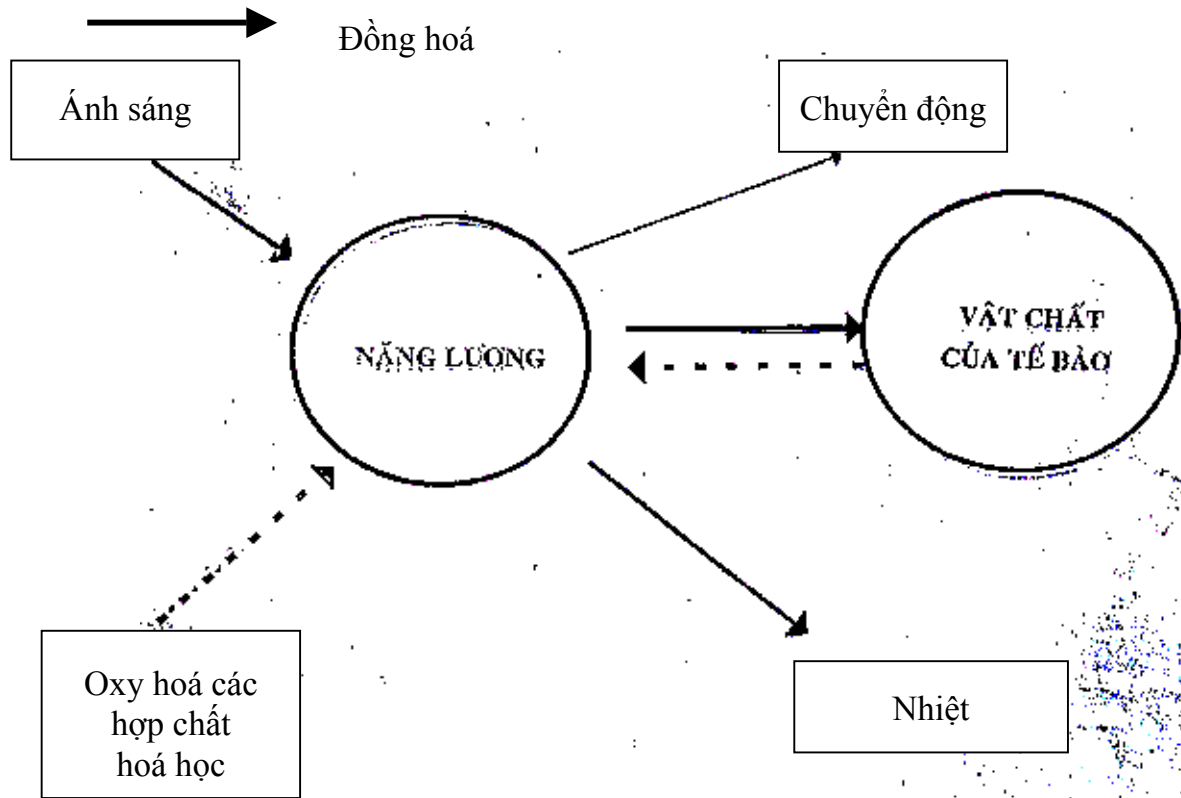 Đồng hoá
Ánh sáng
Chuyển động
NĂNG LƯỢNG
VẬT CHẤT
CỦA TẾ BÀO
Oxy hoá các
hợp chất
hoá học
Nhiệt